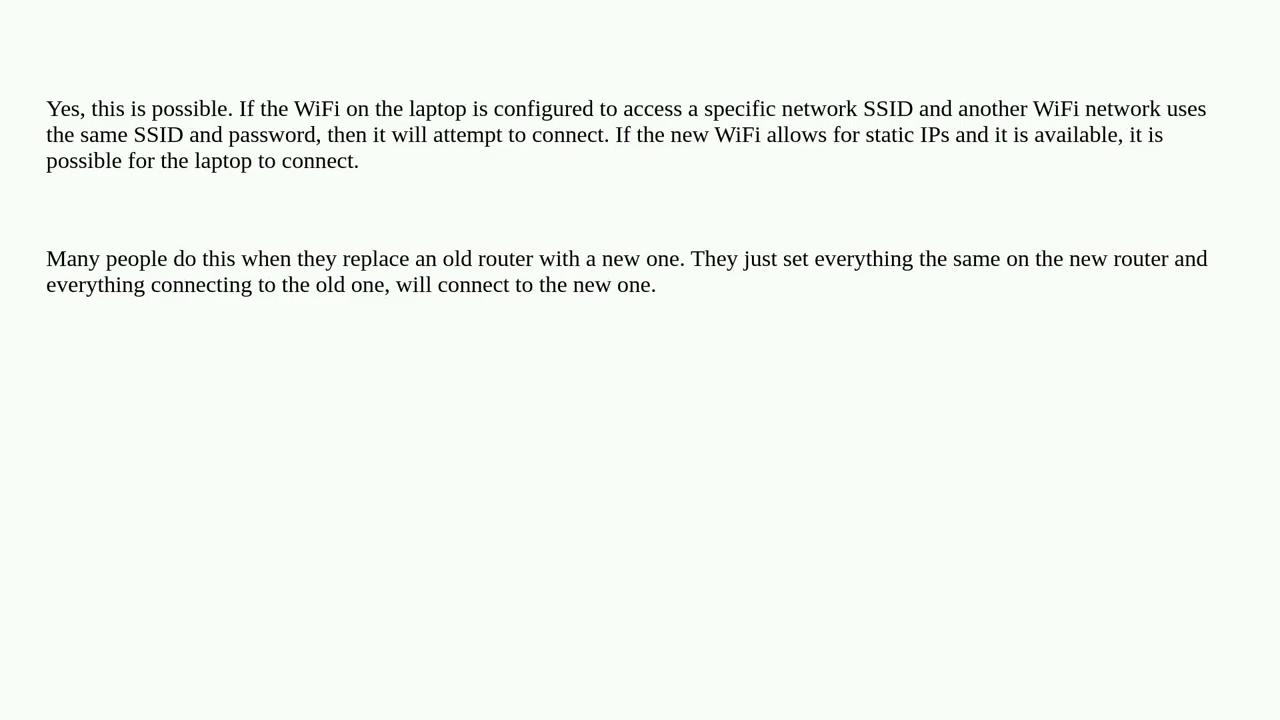 Yes, this is possible. If the WiFi on the laptop is configured to access a specific network SSID and another WiFi network uses
the same SSID and password, then it will attempt to connect. If the new WiFi allows for static IPs and it is available, it is
possible for the laptop to connect.
Many people do this when they replace an old router with a new one. They just set everything the same on the new router and
everything connecting to the old one, will connect to the new one.